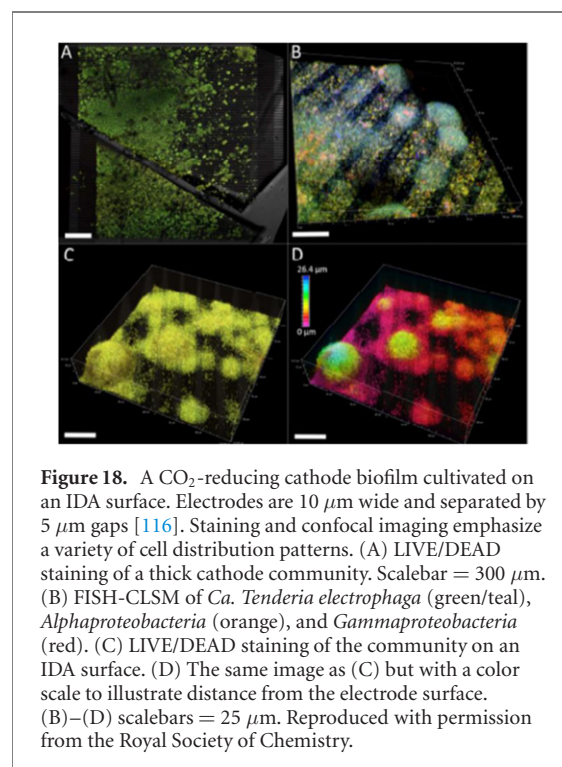 A
B
C
D
26.4 μm
0 μm
Figure 18. A CO₂-reducing cathode biofilm cultivated on
an IDA surface. Electrodes are 10 μm wide and separated by
5 μm gaps [116]. Staining and confocal imaging emphasize
a variety of cell distribution patterns. (A) LIVE/DEAD
staining of a thick cathode community. Scalebar = 300 μm.
(B) FISH-CLSM of Ca. Tenderia electrophaga (green/teal),
Alphaproteobacteria (orange), and Gammaproteobacteria
(red). (C) LIVE/DEAD staining of the community on an
IDA surface. (D) The same image as (C) but with a color
scale to illustrate distance from the electrode surface.
(B)–(D) scalebars = 25 μm. Reproduced with permission
from the Royal Society of Chemistry.